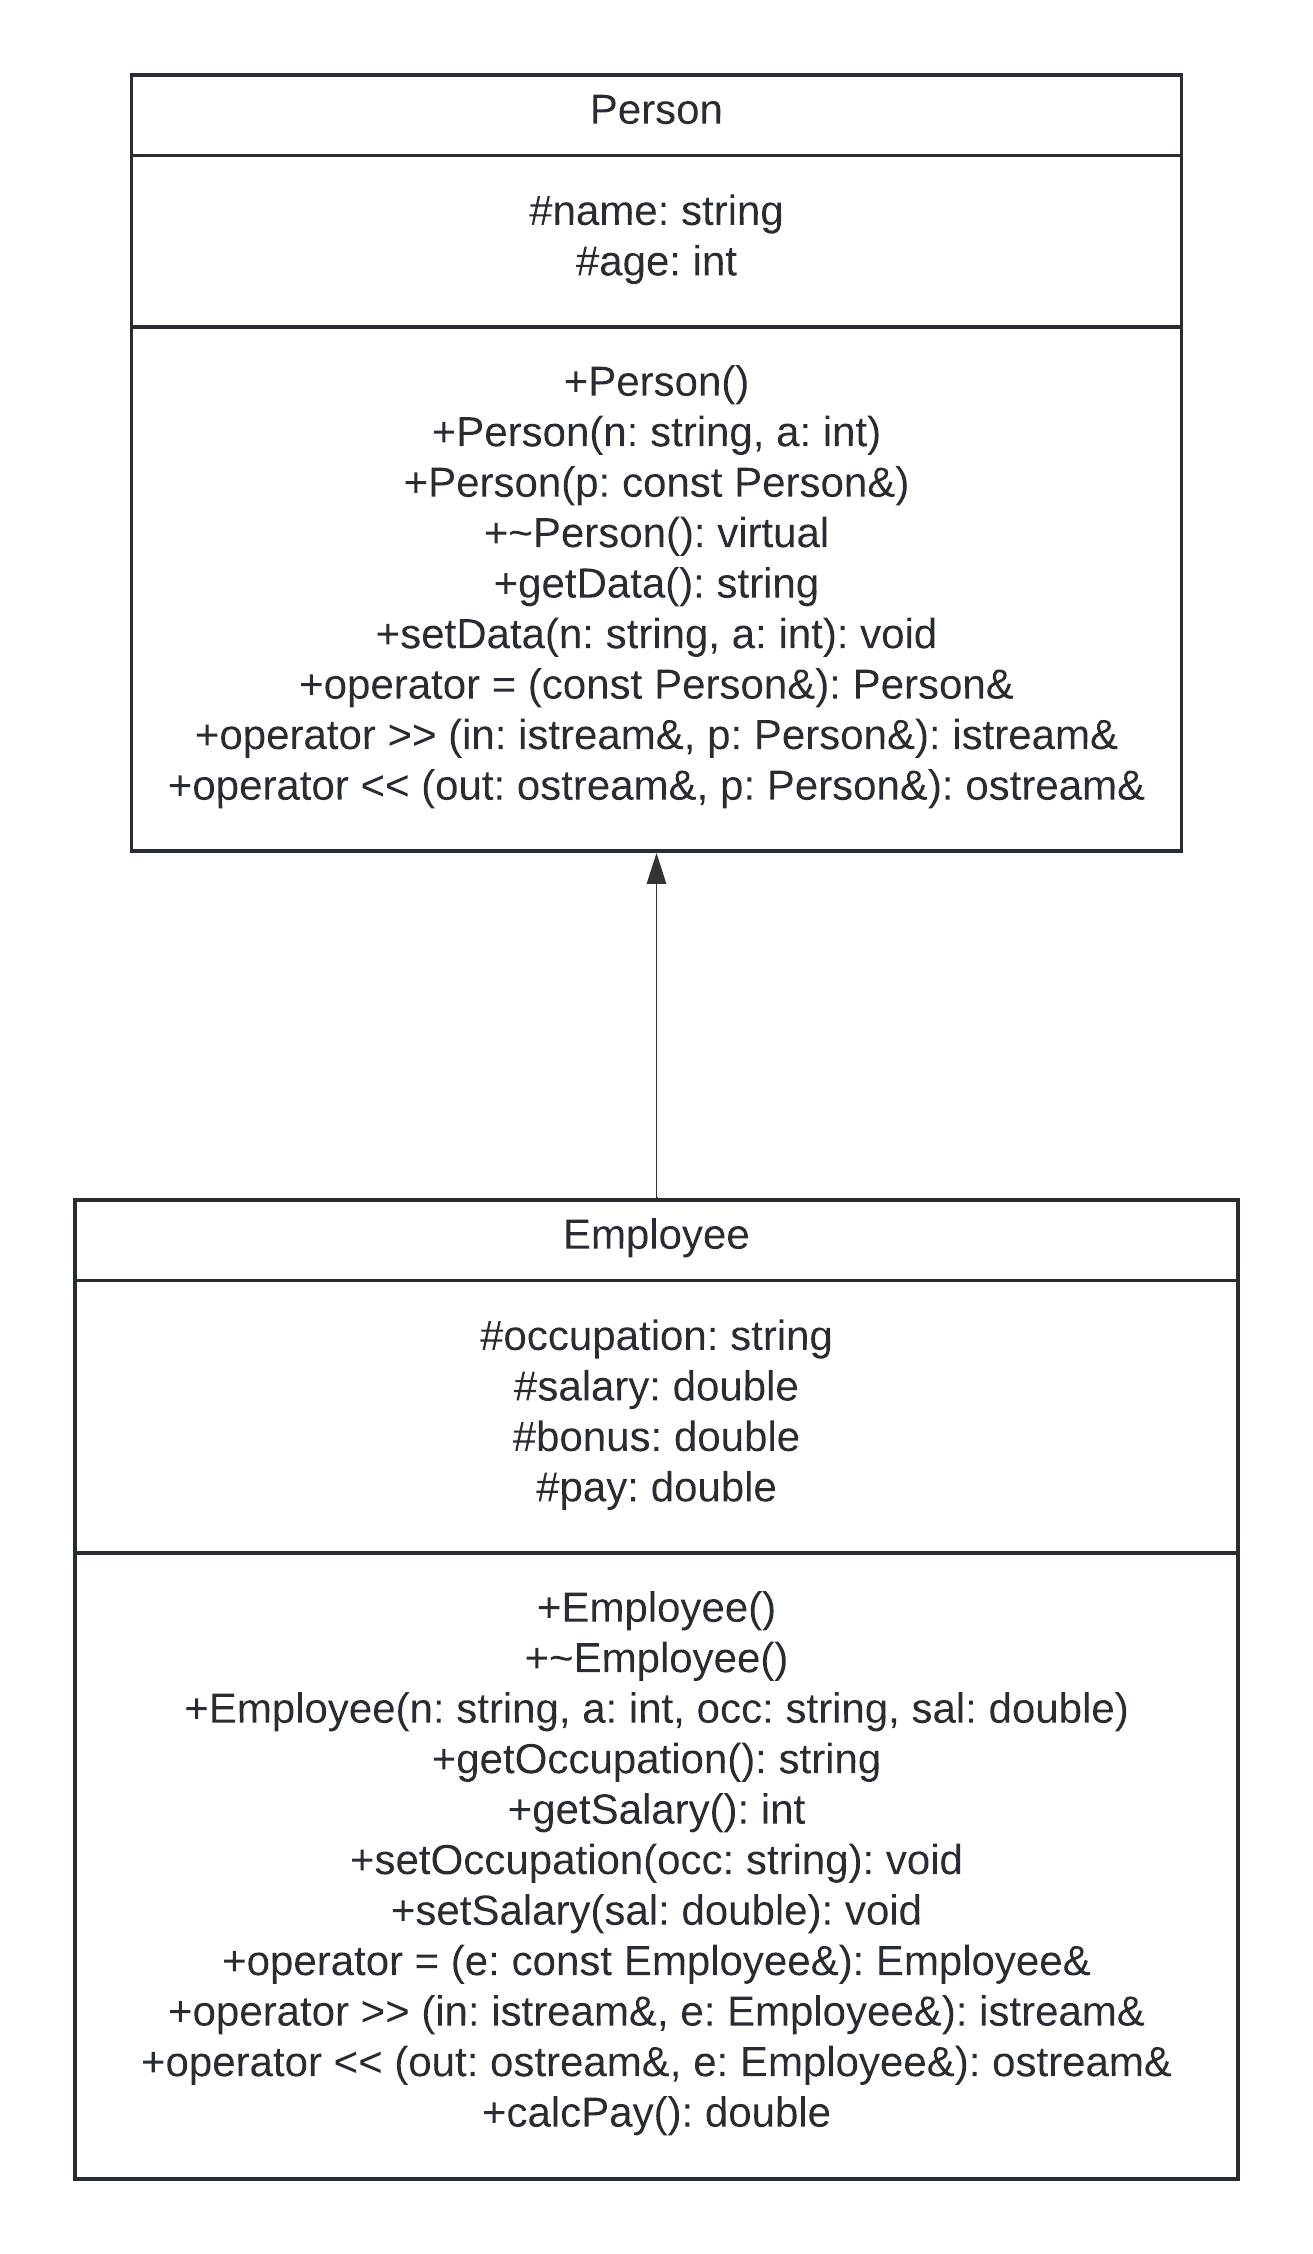 Person
#name: string
#age: int
+Person()
+Person(n: string, a: int)
+Person(p: const Person&)
+~Person(): virtual
+getData(): string
+setData(n: string, a: int): void
+operator = (const Person&): Person&
+operator >> (in: istream&, p: Person&): istream&
+operator << (out: ostream&, p: Person&): ostream&
Employee
#occupation: string
#salary: double
#bonus: double
#pay: double
+Employee()
+~Employee()
+Employee(n: string, a: int, occ: string, sal: double)
+getOccupation(): string
+getSalary(): int
+setOccupation(occ: string): void
+setSalary(sal: double): void
+operator = (e: const Employee&): Employee&
+operator >> (in: istream&, e: Employee&): istream&
+operator << (out: ostream&, e: Employee&): ostream&
+calcPay(): double